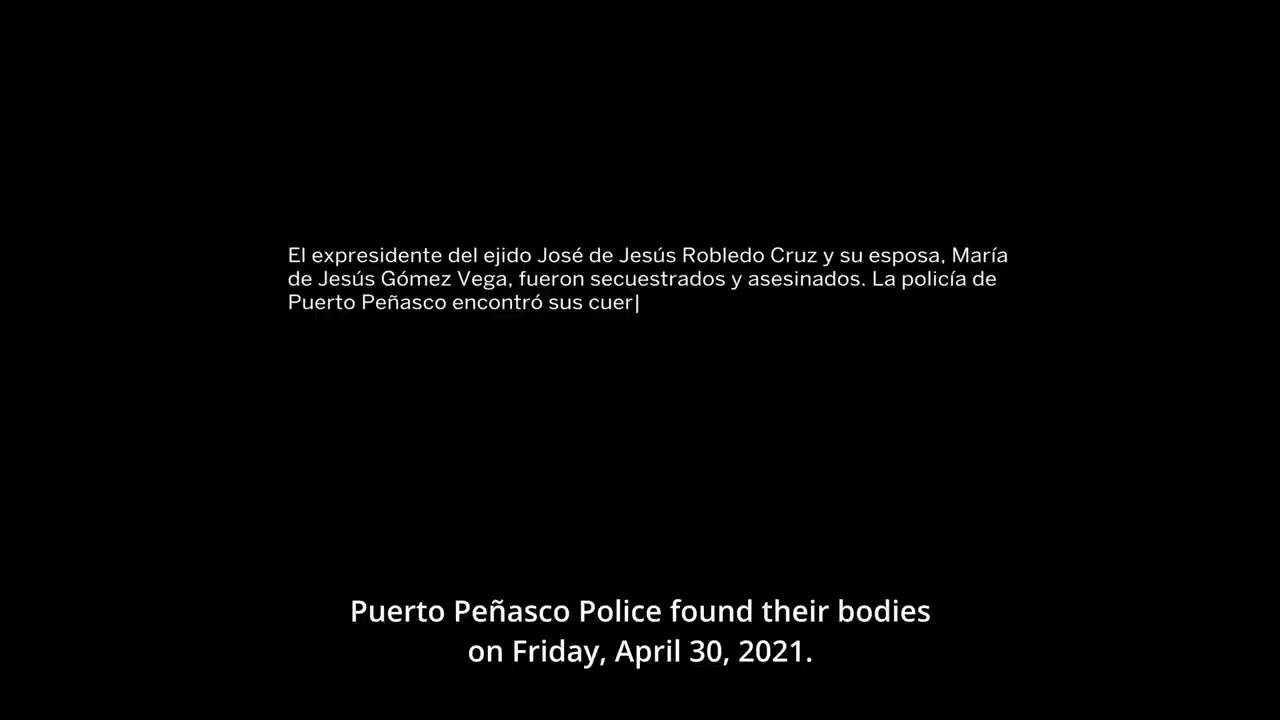 El expresidente del ejido José de Jesús Robledo Cruz y su esposa, María
de Jesús Gómez Vega, fueron secuestrados y asesinados. La policía de
Puerto Peñasco encontró sus cuer|
Puerto Peñasco Police found their bodies
on Friday, April 30, 2021.